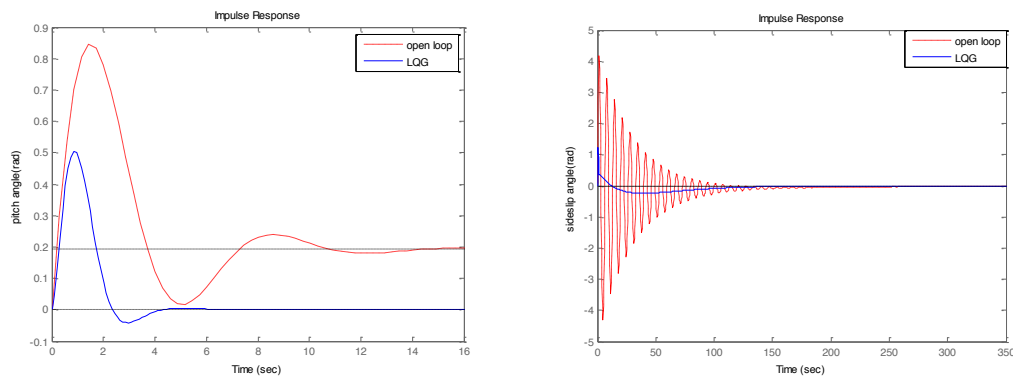 Impulse Response
0.9
0.8
0.7
0.6
0.5
0.4
0.3
0.2
0.1
0
-0.1
pitch angle(rad)
open loop
LQG
0 2 4 6 8 10 12 14 16
Time (sec)
Impulse Response
5
4
3
2
1
0
-1
-2
-3
-4
-5
sideslip angle(rad)
open loop
LQG
0 50 100 150 200 250 300 350
Time (sec)